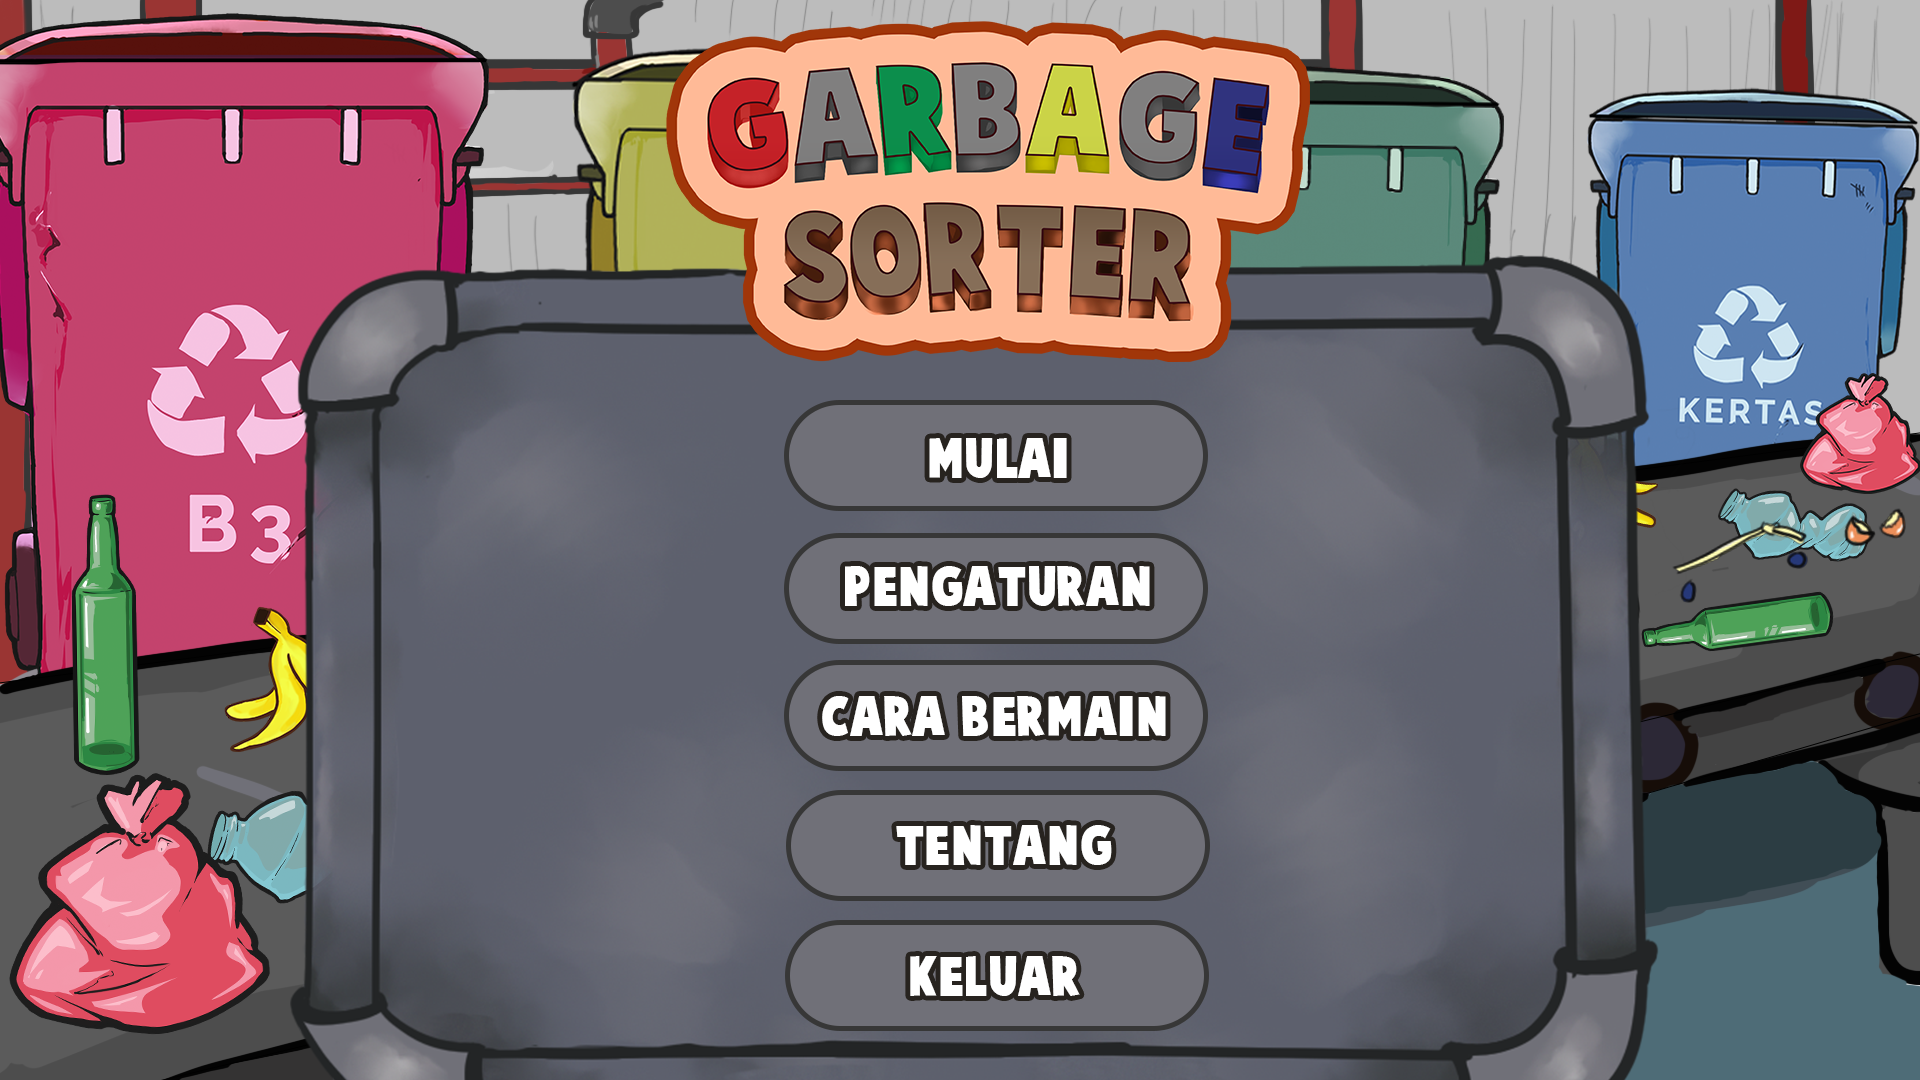 GARBAGE
SORTER
B3
KERTAS
MULAI
PENGATURAN
CARA BERMAIN
TENTANG
KELUAR